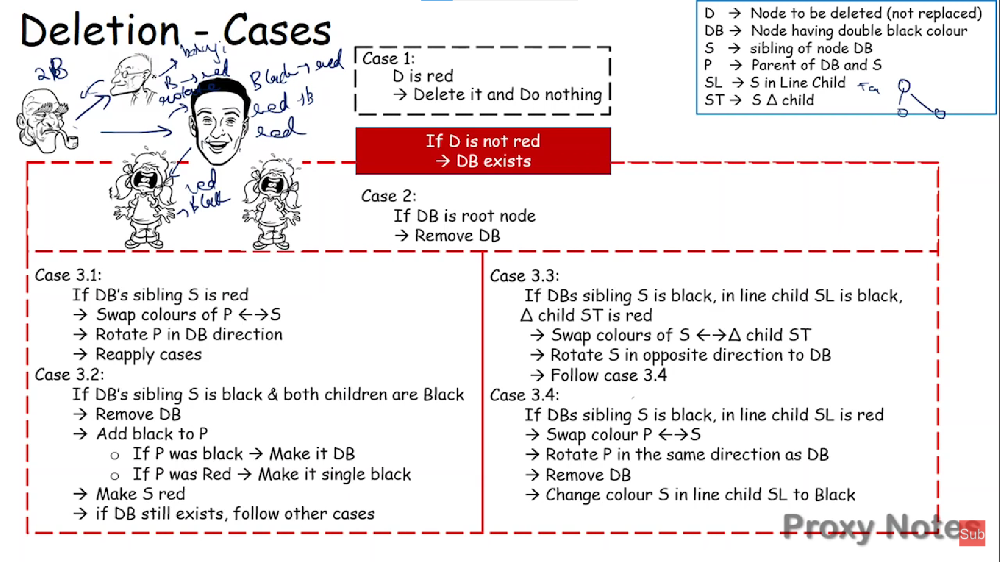 Deletion - Cases
D → Node to be deleted (not replaced)
DB → Node having double black colour
S → sibling of node DB
P → Parent of DB and S
SL → S in Line Child
ST → S Δ child
2B
B → red
rotate
Black → red
red
red
red
→ Black
Case 1:
D is red
→ Delete it and Do nothing
If D is not red
→ DB exists
Case 2:
If DB is root node
→ Remove DB
Case 3.1:
If DB's sibling S is red
→ Swap colours of P ←→S
→ Rotate P in DB direction
→ Reapply cases
Case 3.2:
If DB's sibling S is black & both children are Black
→ Remove DB
→ Add black to P
o If P was black → Make it DB
o If P was Red → Make it single black
→ Make S red
→ if DB still exists, follow other cases
Case 3.3:
If DBs sibling S is black, in line child SL is black,
Δ child ST is red
→ Swap colours of S ←→Δ child ST
→ Rotate S in opposite direction to DB
→ Follow case 3.4
Case 3.4:
If DBs sibling S is black, in line child SL is red
→ Swap colour P ←→S
→ Rotate P in the same direction as DB
→ Remove DB
→ Change colour S in line child SL to Black
Proxy Notes
Sub